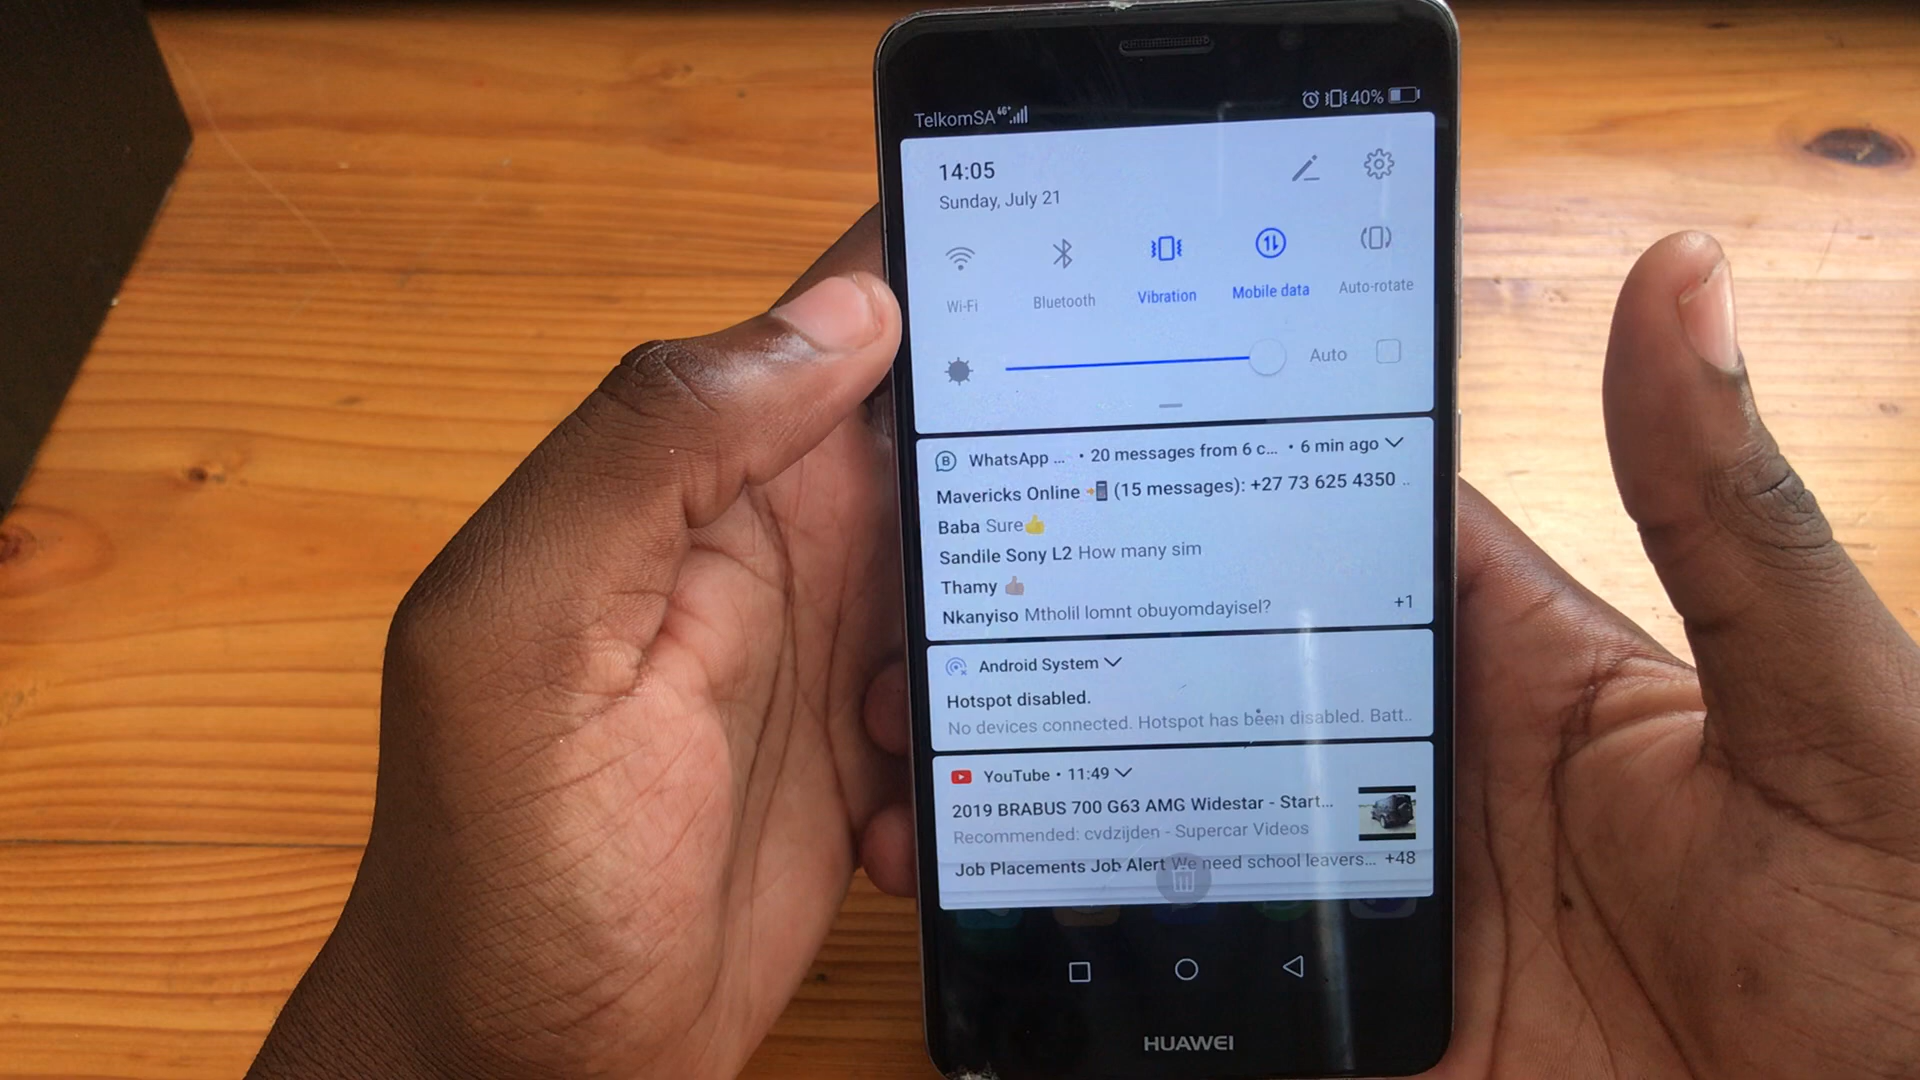 TelkomSA 4G+ 40%
14:05
Sunday, July 21
Wi-Fi Bluetooth Vibration Mobile data Auto-rotate
Auto
WhatsApp ... • 20 messages from 6 c... • 6 min ago
Mavericks Online 📲 (15 messages): +27 73 625 4350 ..
Baba Sure👍
Sandile Sony L2 How many sim
Thamy 👍🏽
Nkanyiso Mtholil lomnt obuyomdayisel? +1
Android System
Hotspot disabled.
No devices connected. Hotspot has been disabled. Batt..
YouTube • 11:49
2019 BRABUS 700 G63 AMG Widestar - Start...
Recommended: cvdzijden - Supercar Videos
Job Placements Job Alert We need school leavers... +48
HUAWEI